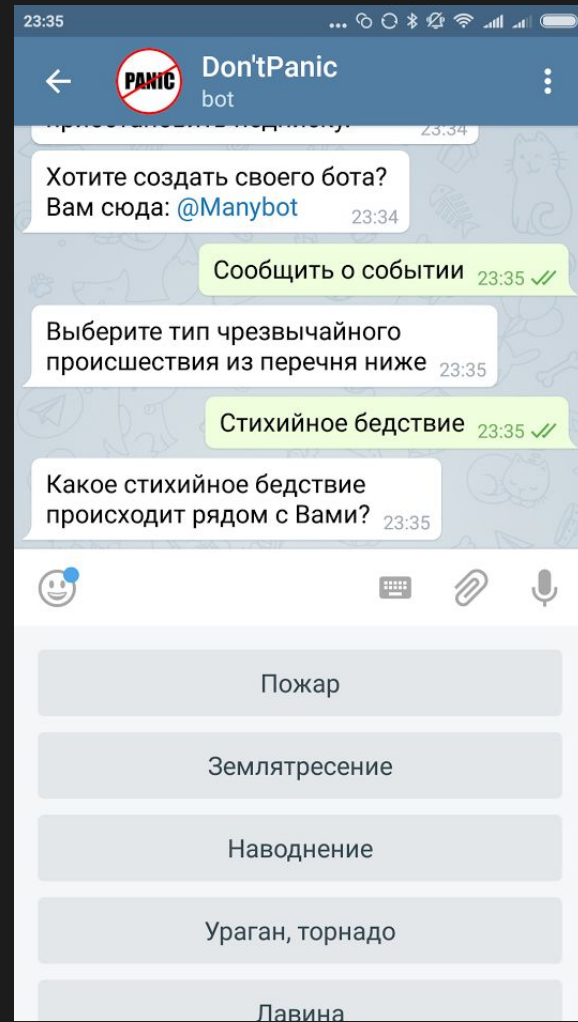 23:35
PANIC
Don'tPanic
bot
приостановить подписку.
23:34
Хотите создать своего бота?
Вам сюда: @Manybot 23:34
Сообщить о событии 23:35
Выберите тип чрезвычайного
происшествия из перечня ниже 23:35
Стихийное бедствие 23:35
Какое стихийное бедствие
происходит рядом с Вами? 23:35
Пожар
Землятресение
Наводнение
Ураган, торнадо
Лавина